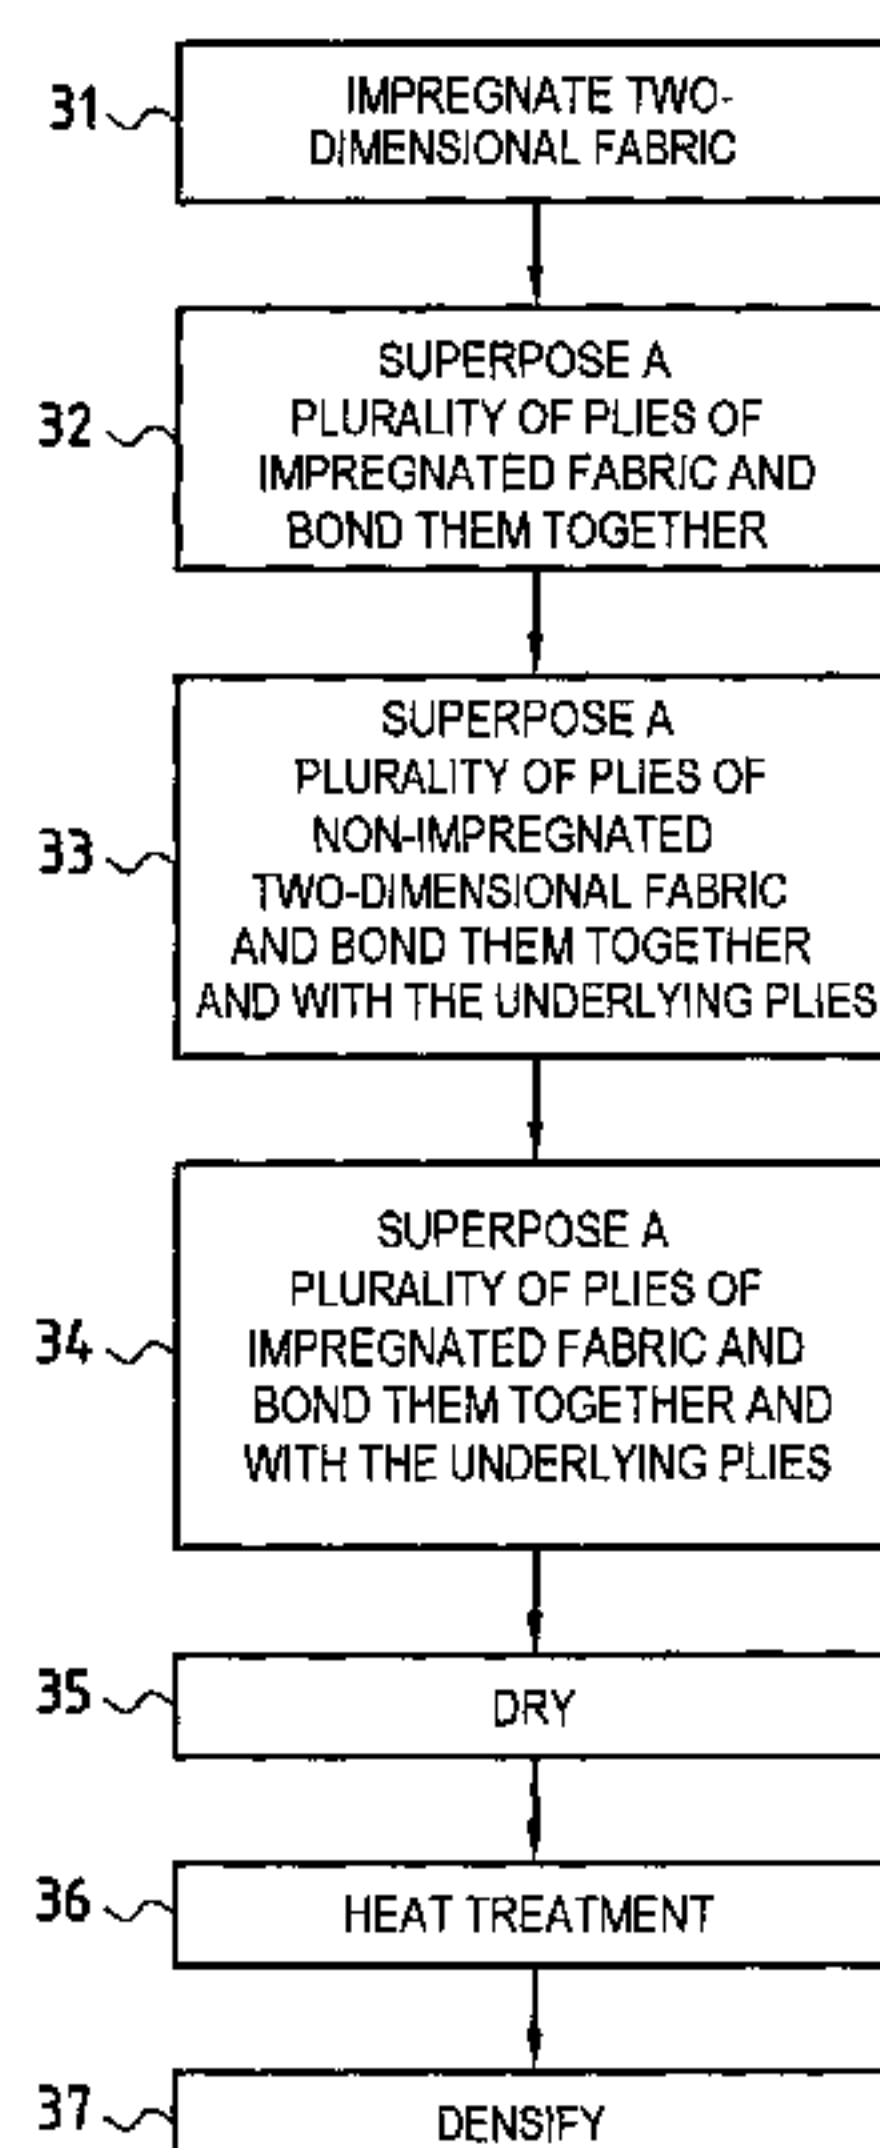 31
IMPREGNATE TWO-
DIMENSIONAL FABRIC
32
SUPERPOSE A
PLURALITY OF PLIES OF
IMPREGNATED FABRIC AND
BOND THEM TOGETHER
33
SUPERPOSE A
PLURALITY OF PLIES OF
NON-IMPREGNATED
TWO-DIMENSIONAL FABRIC
AND BOND THEM TOGETHER
AND WITH THE UNDERLYING PLIES
34
SUPERPOSE A
PLURALITY OF PLIES OF
IMPREGNATED FABRIC AND
BOND THEM TOGETHER AND
WITH THE UNDERLYING PLIES
35
DRY
36
HEAT TREATMENT
37
DENSIFY